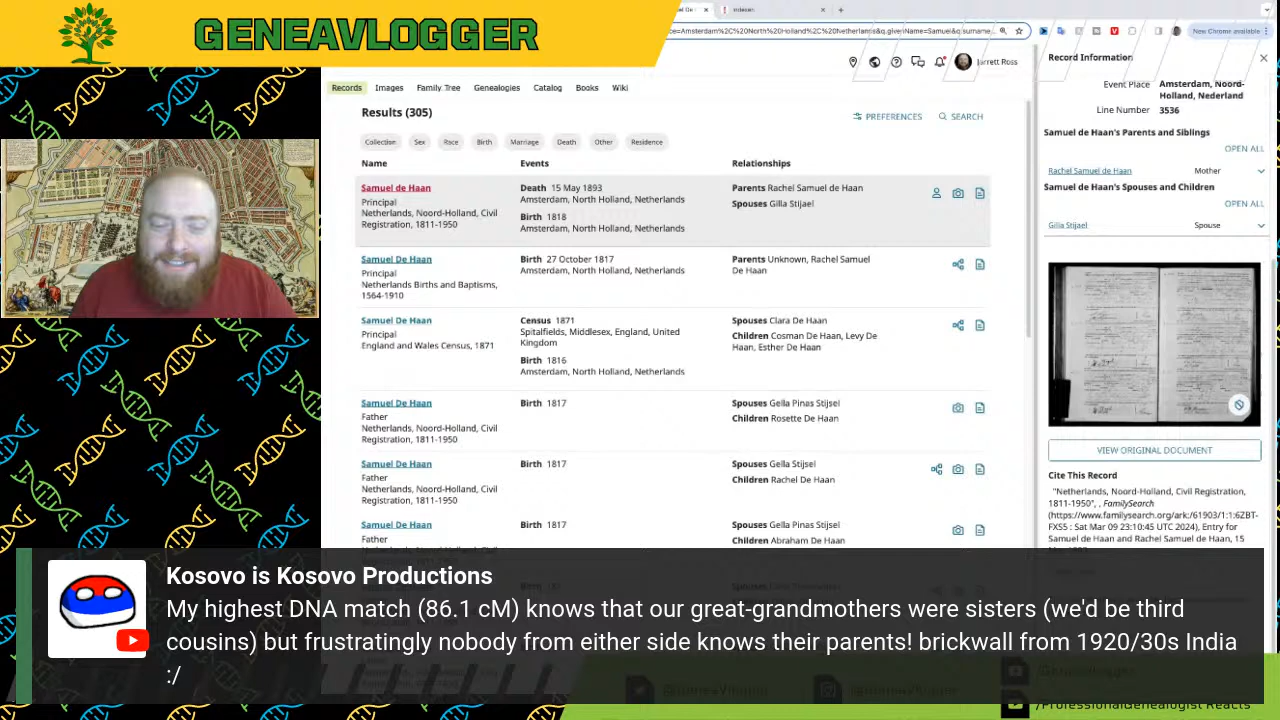 GENEAVLOGGER
New Chrome available
Jarrett Ross
Records Images Family Tree Genealogies Catalog Books Wiki
Results (305)
PREFERENCES SEARCH
Collection Sex Race Birth Marriage Death Other Residence
Name Events Relationships
Samuel de Haan
Principal
Netherlands, Noord-Holland, Civil
Registration, 1811-1950
Death 15 May 1893
Amsterdam, North Holland, Netherlands
Birth 1818
Amsterdam, North Holland, Netherlands
Parents Rachel Samuel de Haan
Spouses Gilla Stijael
Samuel De Haan
Principal
Netherlands Births and Baptisms,
1564-1910
Birth 27 October 1817
Amsterdam, North Holland, Netherlands
Parents Unknown, Rachel Samuel
De Haan
Samuel De Haan
Principal
England and Wales Census, 1871
Census 1871
Spitalfields, Middlesex, England, United
Kingdom
Birth 1816
Amsterdam, North Holland, Netherlands
Spouses Clara De Haan
Children Cosman De Haan, Levy De
Haan, Esther De Haan
Samuel De Haan
Father
Netherlands, Noord-Holland, Civil
Registration, 1811-1950
Birth 1817
Spouses Gella Pinas Stijsel
Children Rosette De Haan
Samuel De Haan
Father
Netherlands, Noord-Holland, Civil
Registration, 1811-1950
Birth 1817
Spouses Gella Stijsel
Children Rachel De Haan
Samuel De Haan
Father
Birth 1817
Spouses Gella Pinas Stijsel
Children Abraham De Haan
Record Information
Event Place Amsterdam, Noord-
Holland, Nederland
Line Number 3536
Samuel de Haan's Parents and Siblings
OPEN ALL
Rachel Samuel de Haan Mother
Samuel de Haan's Spouses and Children
OPEN ALL
Gilla Stijael Spouse
VIEW ORIGINAL DOCUMENT
Cite This Record
"Netherlands, Noord-Holland, Civil Registration,
1811-1950", , FamilySearch
(https://www.familysearch.org/ark:/61903/1:1:6ZBT-
FXS5 : Sat Mar 09 23:10:45 UTC 2024), Entry for
Samuel de Haan and Rachel Samuel de Haan, 15
Kosovo is Kosovo Productions
My highest DNA match (86.1 cM) knows that our great-grandmothers were sisters (we'd be third
cousins) but frustratingly nobody from either side knows their parents! brickwall from 1920/30s India
:/
/ProfessionalGenealogist Reacts